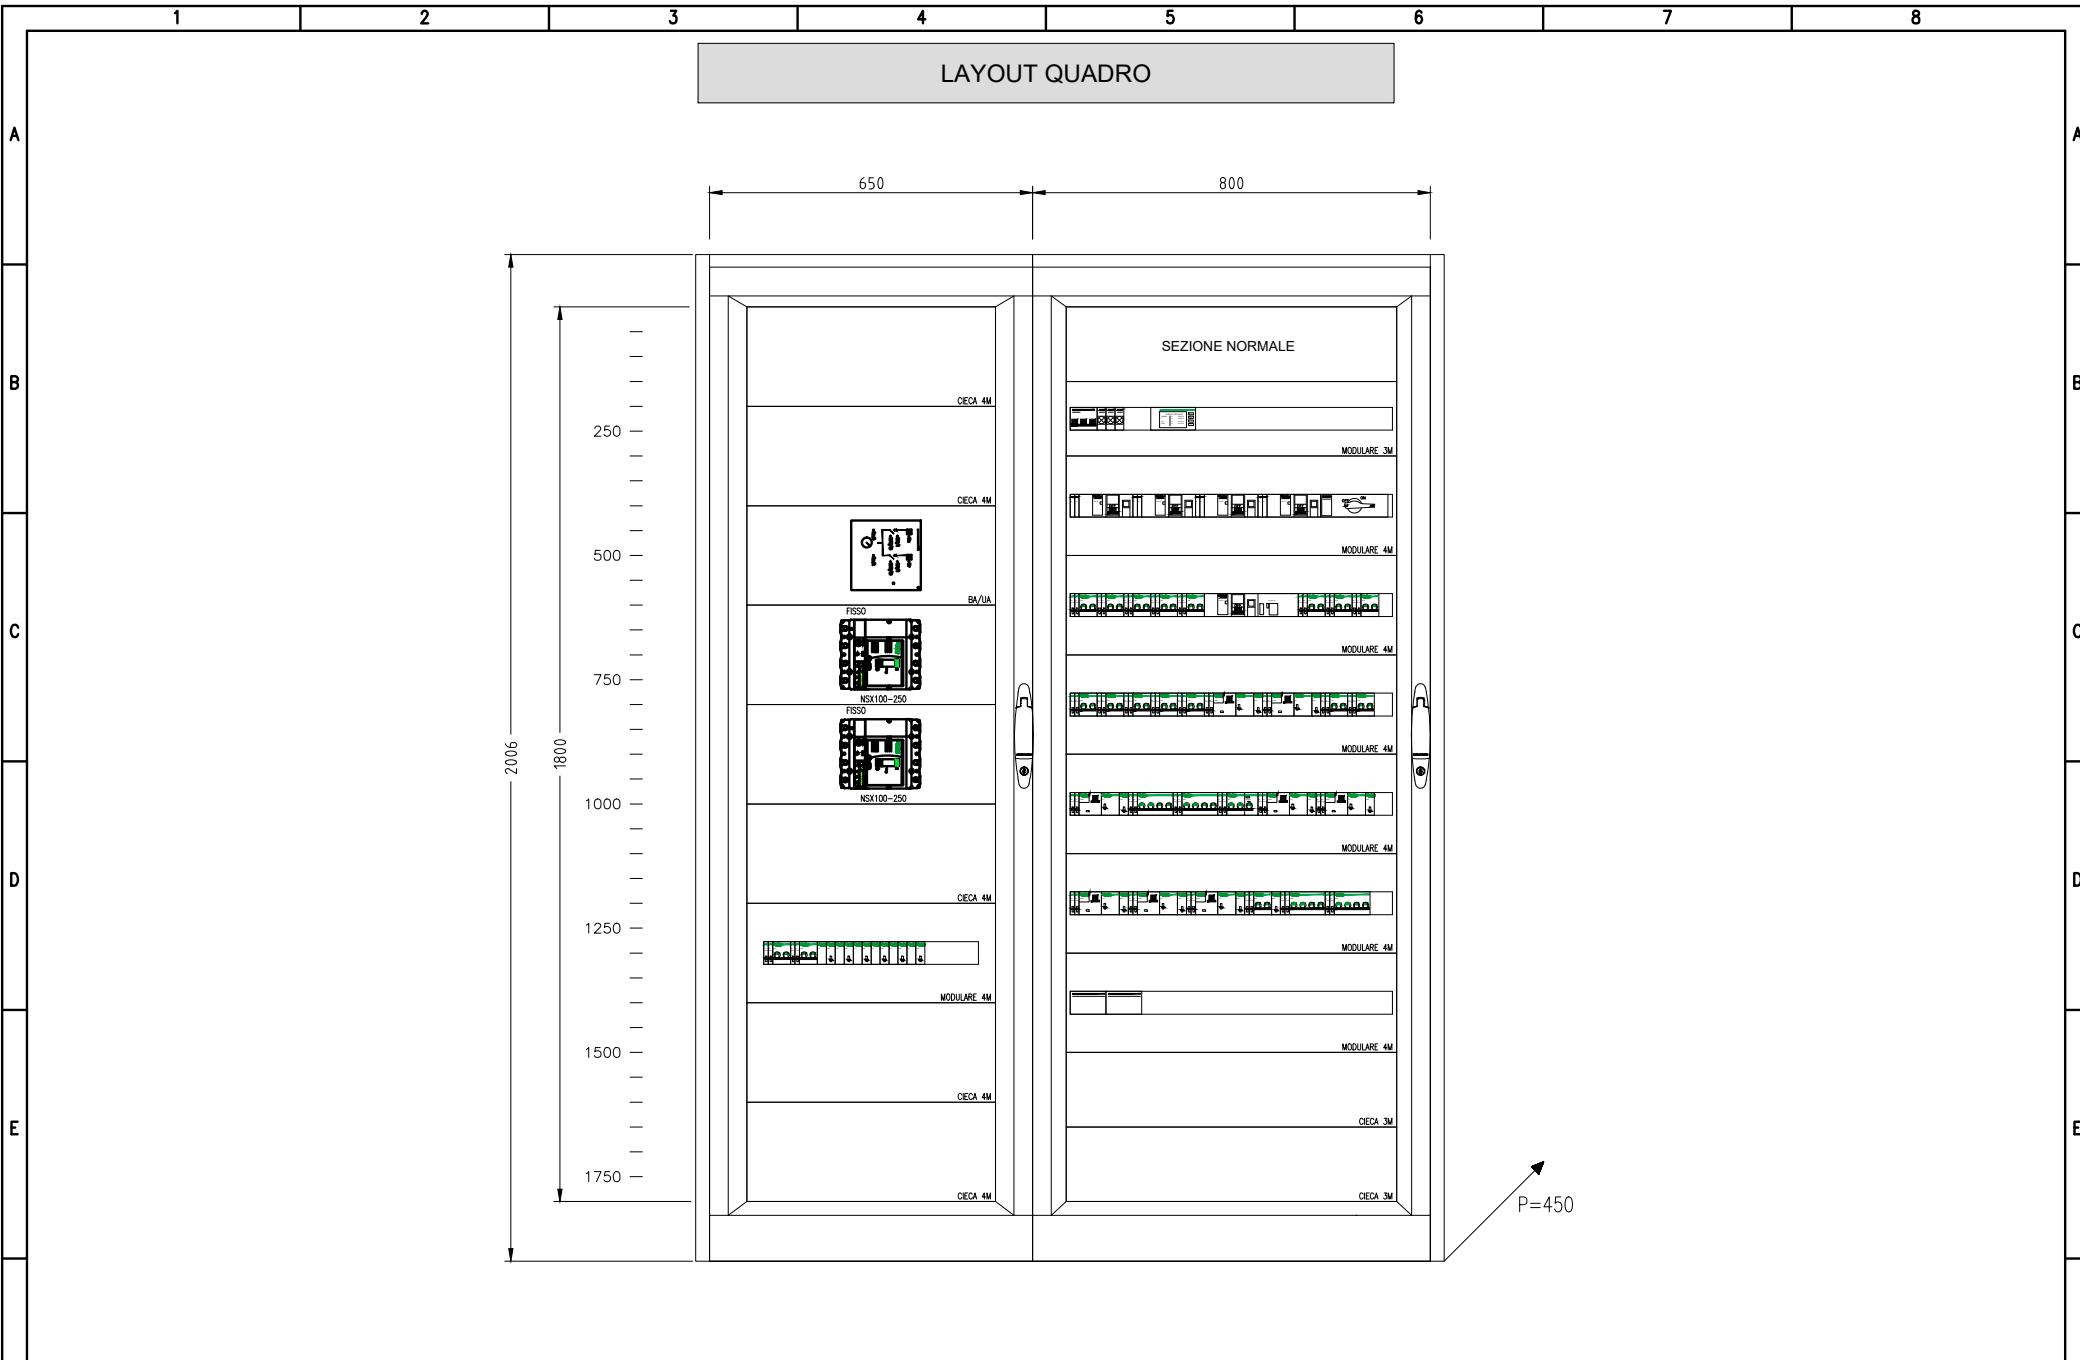 1 2 3 4 5 6 7 8
LAYOUT QUADRO
A A
650 800
SEZIONE NORMALE
B B
CIECA 4M
250
MODULARE 3M
CIECA 4M
ON
500
MODULARE 4M
BA/UA
FISSO
C C
MODULARE 4M
750
NSX100-250
FISSO
2006
1800
MODULARE 4M
1000
NSX100-250
MODULARE 4M
D D
CIECA 4M
1250
MODULARE 4M
MODULARE 4M
1500
MODULARE 4M
CIECA 4M
CIECA 3M
E E
1750
CIECA 4M
CIECA 3M
P=450